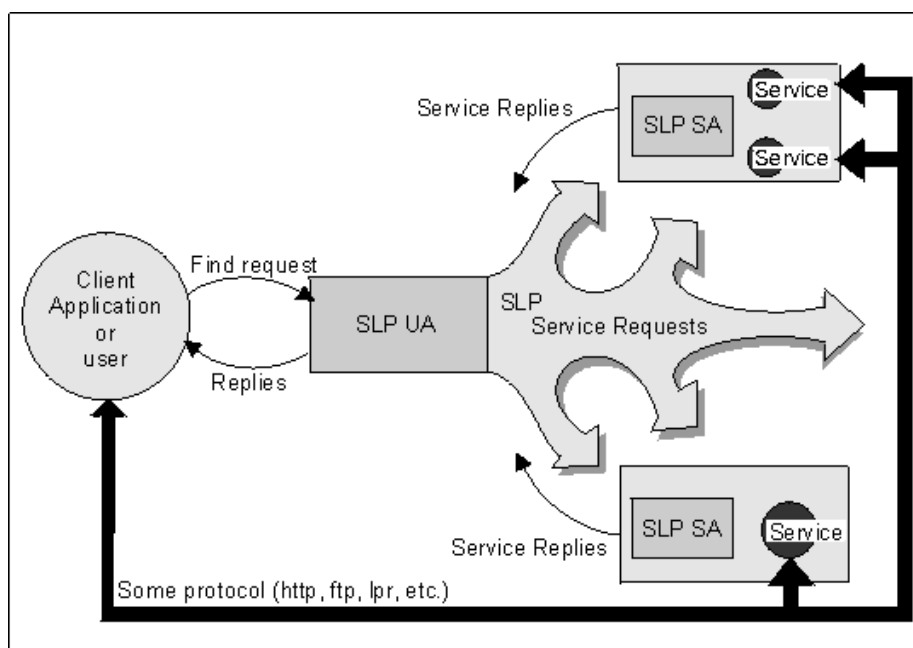 Service
Service Replies
SLP SA
Service
Find request
Client
Application
or
user
SLP UA
SLP
Service Requests
Replies
SLP SA
Service
Service Replies
Some protocol (http, ftp, lpr, etc.)